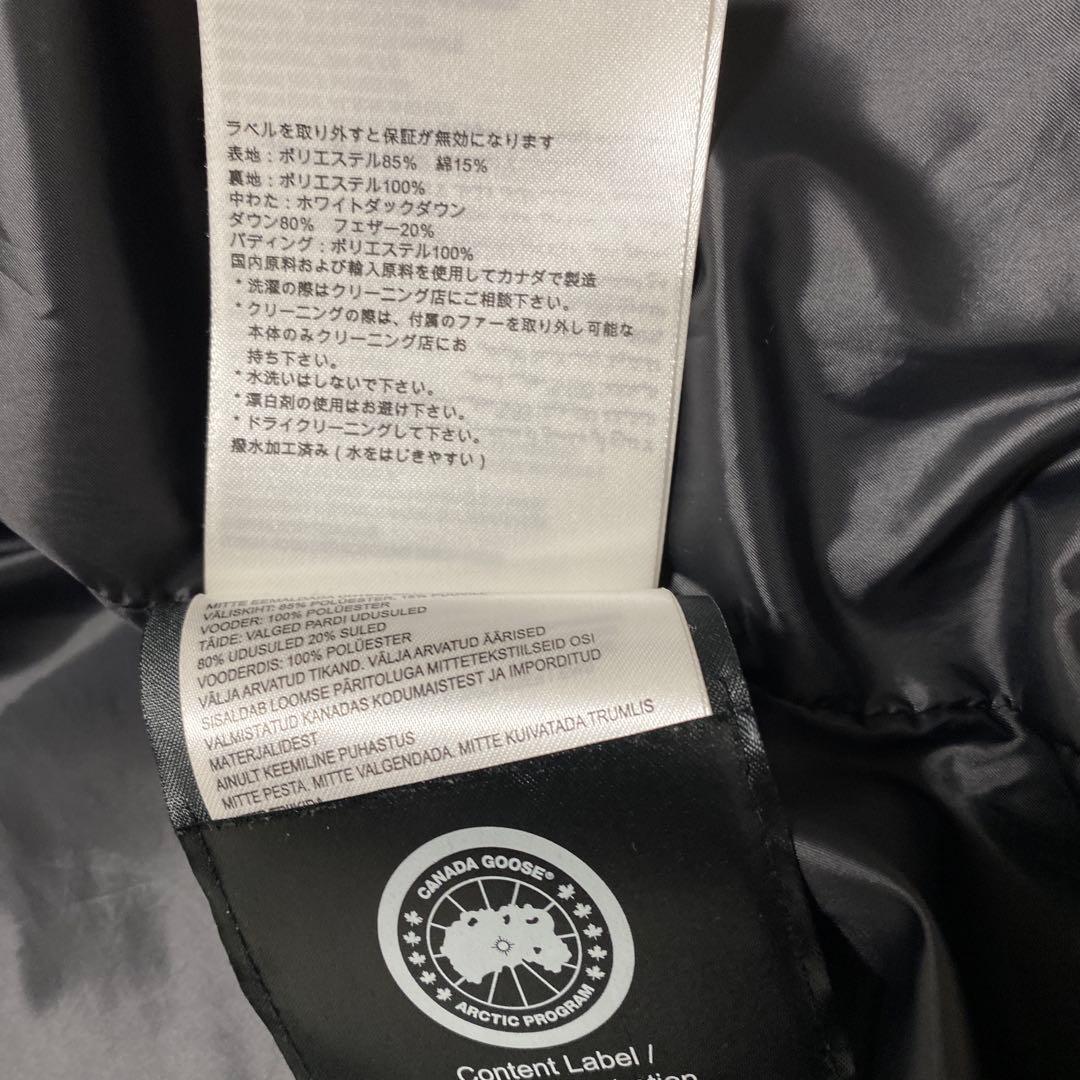 ラベルを取り外すと保証が無効になります
表地：ポリエステル85%　綿15%
裏地：ポリエステル100%
中わた：ホワイトダックダウン
ダウン80%　フェザー20%
パディング：ポリエステル100%
国内原料および輸入原料を使用してカナダで製造
* 洗濯の際はクリーニング店にご相談下さい。
* クリーニングの際は、付属のファーを取り外し可能な
本体のみクリーニング店にお
持ち下さい。
* 水洗いはしないで下さい。
* 漂白剤の使用はお避け下さい。
* ドライクリーニングして下さい。
撥水加工済み ( 水をはじきやすい )
MITTE EEMALDADA
VÄLISKIHT: 85% POLÜESTER, 15%
VOODER: 100% POLÜESTER
TÄIDE: VALGED PARDI UDUSULED
80% UDUSULED 20% SULED
VOODERDIS: 100% POLÜESTER
VÄLJA ARVATUD TIKAND. VÄLJA ARVATUD ÄÄRISED
SISALDAB LOOMSE PÄRITOLUGA MITTETEKSTIILSEID OSI
VALMISTATUD KANADAS KODUMAISTEST JA IMPORDITUD
MATERJALIDEST
AINULT KEEMILINE PUHASTUS
MITTE PESTA. MITTE VALGENDADA. MITTE KUIVATADA TRUMLIS
CANADA GOOSE®
ARCTIC PROGRAM
Content Label /